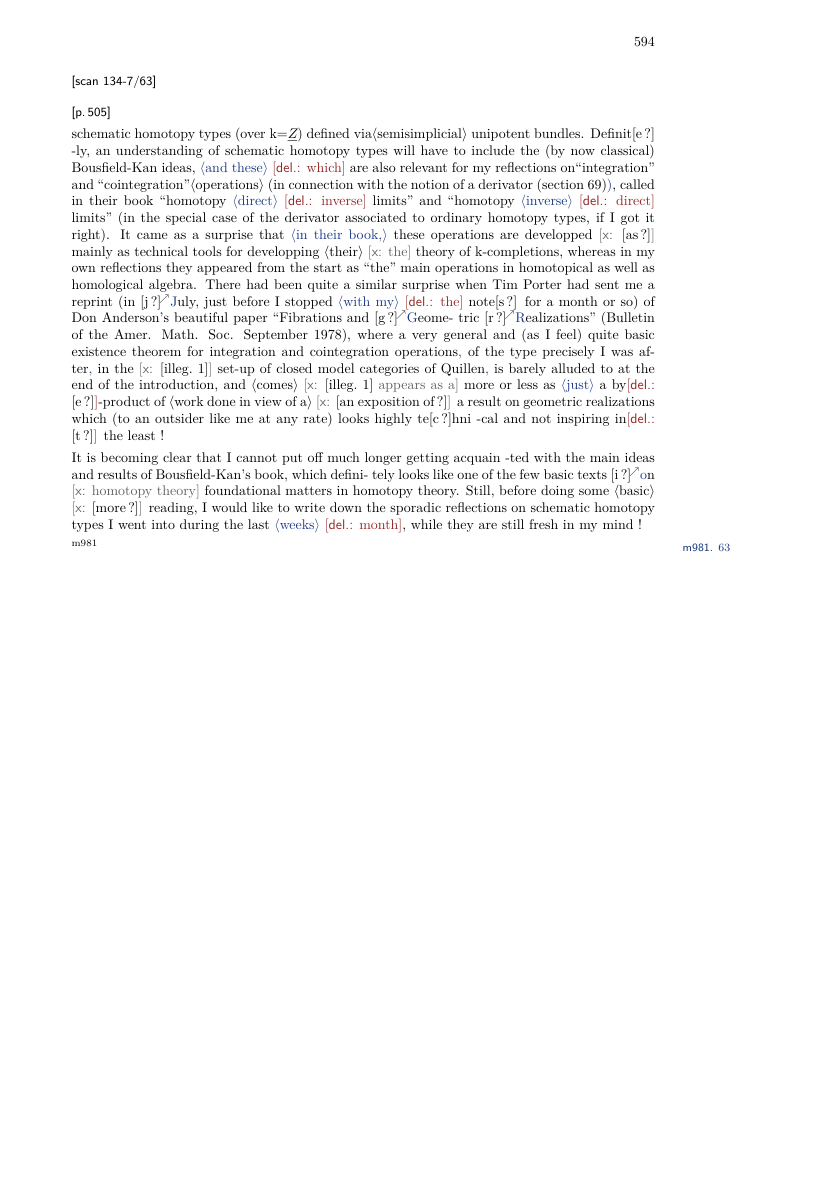 594
[scan 134-7/63]
[p. 505]
schematic homotopy types (over k=Z) defined via⟨semisimplicial⟩ unipotent bundles. Definit[e ?]
-ly, an understanding of schematic homotopy types will have to include the (by now classical)
Bousfield-Kan ideas, ⟨and these⟩ [del.: which] are also relevant for my reflections on“integration”
and “cointegration”⟨operations⟩ (in connection with the notion of a derivator (section 69)⟩, called
in their book “homotopy ⟨direct⟩ [del.: inverse] limits” and “homotopy ⟨inverse⟩ [del.: direct]
limits” (in the special case of the derivator associated to ordinary homotopy types, if I got it
right). It came as a surprise that ⟨in their book,⟩ these operations are developped [x: [as ?]]
mainly as technical tools for developping ⟨their⟩ [x: the] theory of k-completions, whereas in my
own reflections they appeared from the start as “the” main operations in homotopical as well as
homological algebra. There had been quite a similar surprise when Tim Porter had sent me a
reprint (in [j ?]↗July, just before I stopped ⟨with my⟩ [del.: the] note[s ?] for a month or so) of
Don Anderson’s beautiful paper “Fibrations and [g ?]↗Geome- tric [r ?]↗Realizations” (Bulletin
of the Amer. Math. Soc. September 1978), where a very general and (as I feel) quite basic
existence theorem for integration and cointegration operations, of the type precisely I was af-
ter, in the [x: [illeg. 1]] set-up of closed model categories of Quillen, is barely alluded to at the
end of the introduction, and ⟨comes⟩ [x: [illeg. 1] appears as a] more or less as ⟨just⟩ a by[del.:
[e ?]]-product of ⟨work done in view of a⟩ [x: [an exposition of ?]] a result on geometric realizations
which (to an outsider like me at any rate) looks highly te[c ?]hni -cal and not inspiring in[del.:
[t ?]] the least !
It is becoming clear that I cannot put off much longer getting acquain -ted with the main ideas
and results of Bousfield-Kan’s book, which defini- tely looks like one of the few basic texts [i ?]↗on
[x: homotopy theory] foundational matters in homotopy theory. Still, before doing some ⟨basic⟩
[x: [more ?]] reading, I would like to write down the sporadic reflections on schematic homotopy
types I went into during the last ⟨weeks⟩ [del.: month], while they are still fresh in my mind !
m981
m981. 63